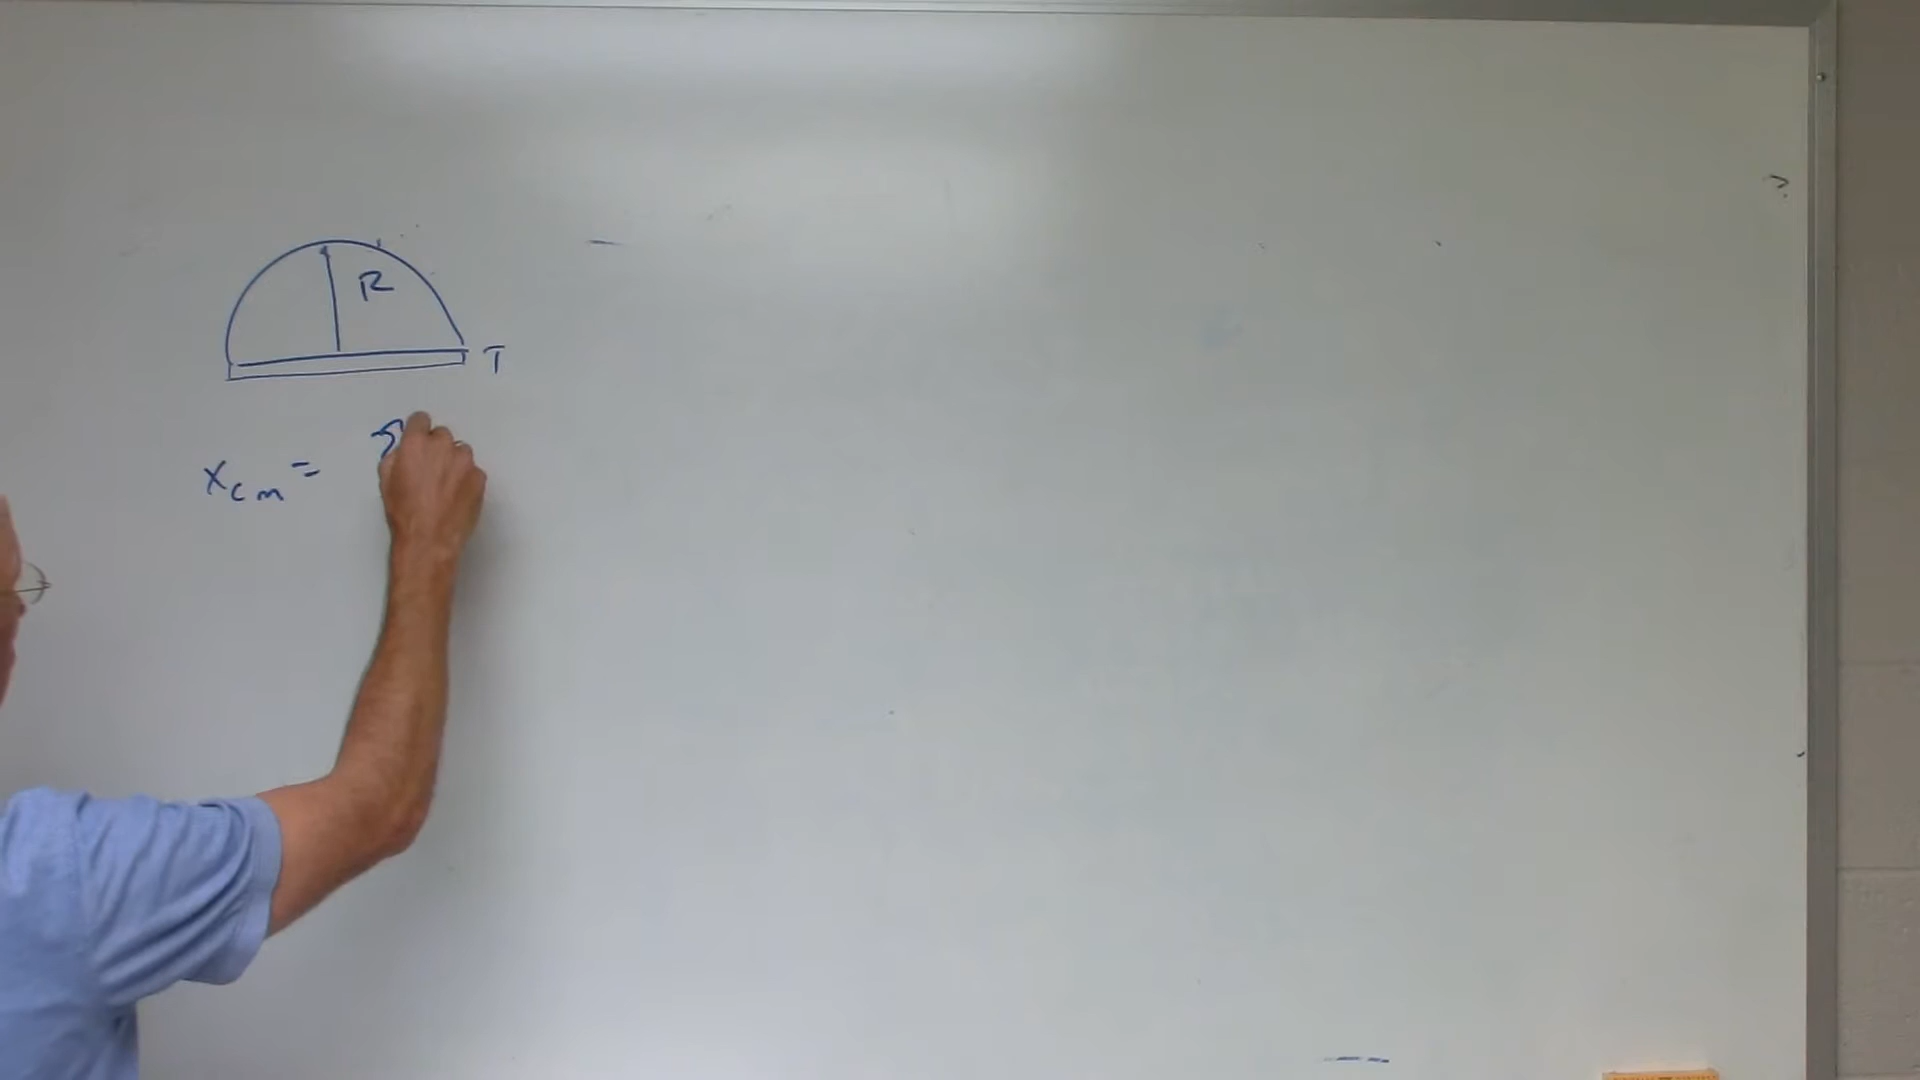 R
T
x_cm =